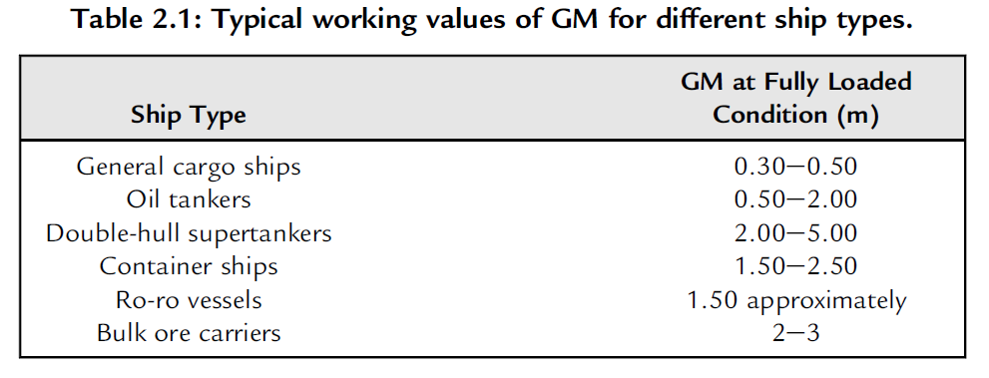 Table 2.1: Typical working values of GM for different ship types.
Ship Type GM at Fully Loaded Condition (m)
General cargo ships 0.30–0.50
Oil tankers 0.50–2.00
Double-hull supertankers 2.00–5.00
Container ships 1.50–2.50
Ro-ro vessels 1.50 approximately
Bulk ore carriers 2–3